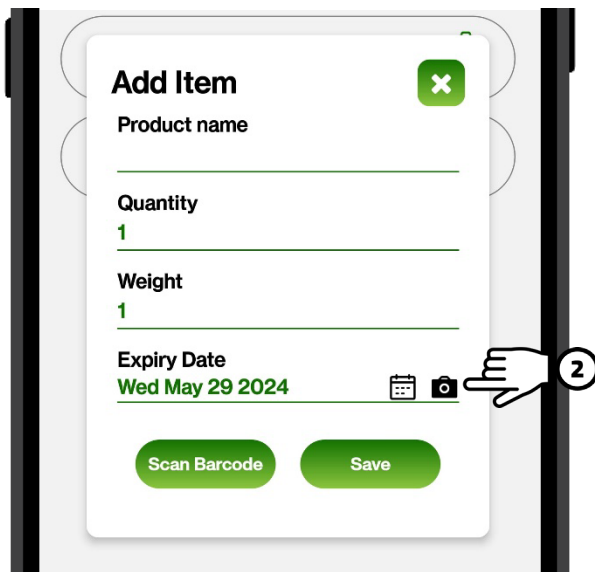 Add Item
Product name
Quantity
1
Weight
1
Expiry Date
Wed May 29 2024
2
Scan Barcode
Save